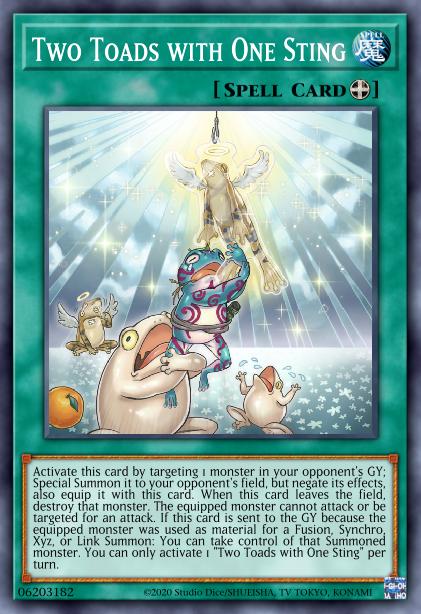 Two Toads with One Sting
SPELL
魔
[Spell Card]
Activate this card by targeting 1 monster in your opponent's GY;
Special Summon it to your opponent's field, but negate its effects,
also equip it with this card. When this card leaves the field,
destroy that monster. The equipped monster cannot attack or be
targeted for an attack. If this card is sent to the GY because the
equipped monster was used as material for a Fusion, Synchro,
Xyz, or Link Summon: You can take control of that Summoned
monster. You can only activate 1 "Two Toads with One Sting" per
turn.
06203182
©2020 Studio Dice/SHUEISHA, TV TOKYO, KONAMI